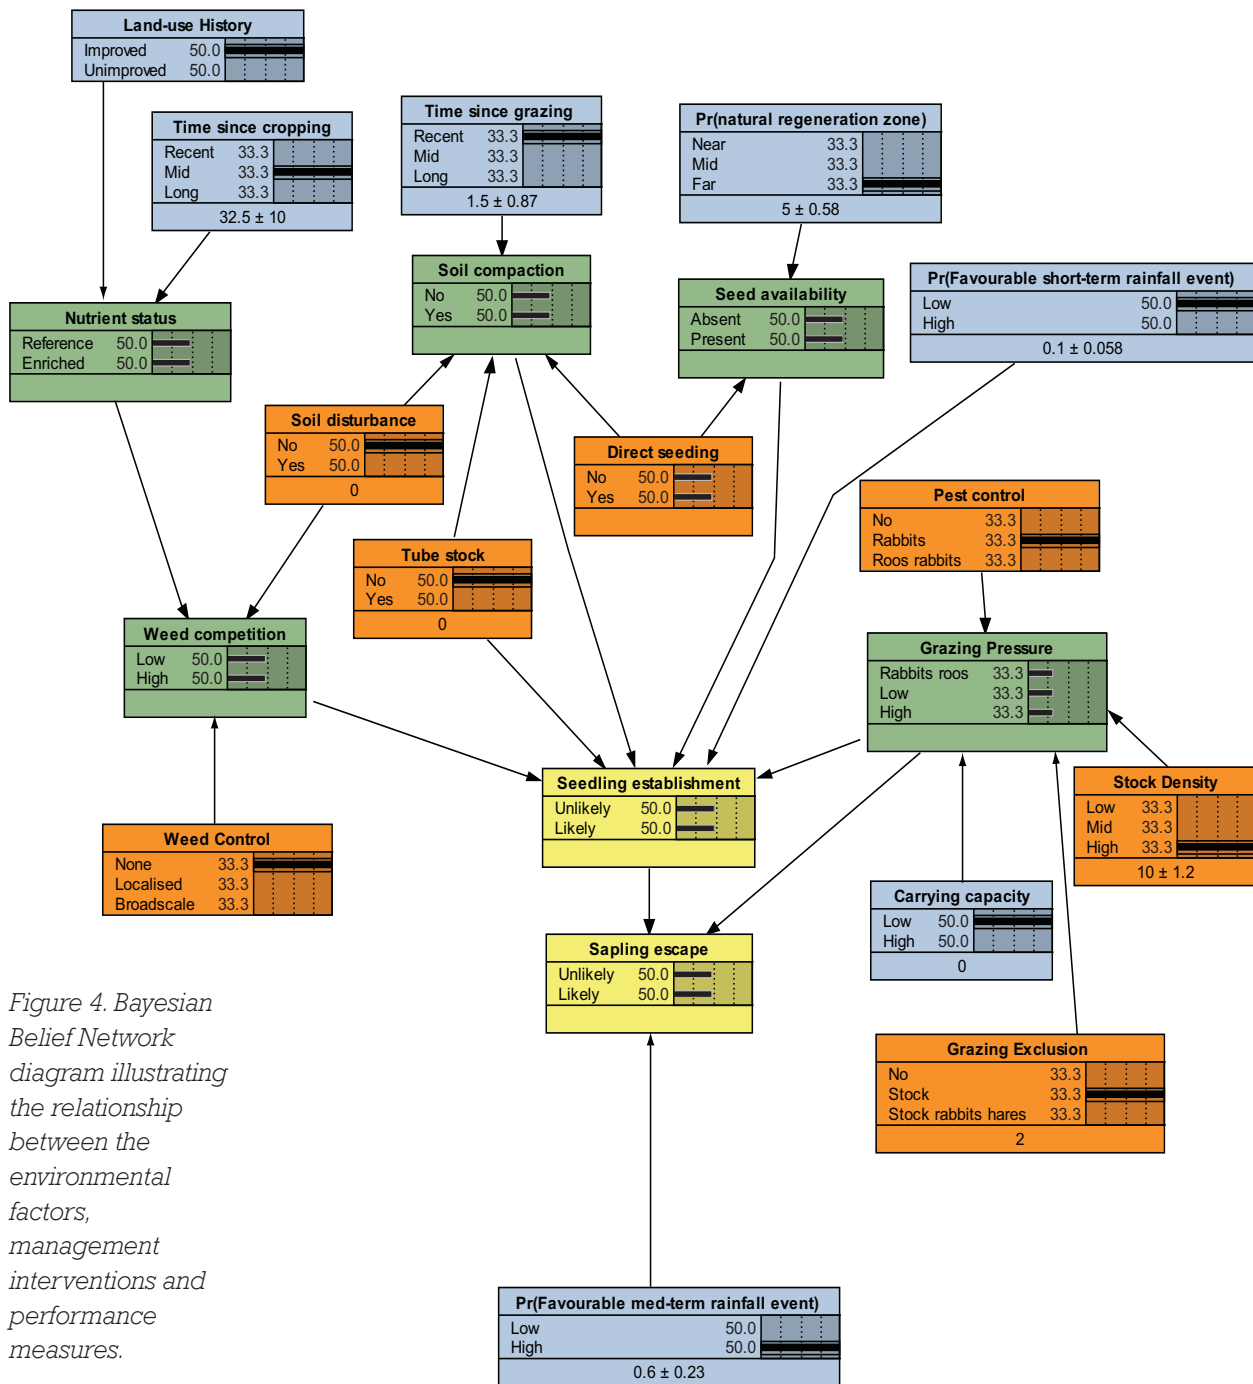 Land-use History
Improved 50.0
Unimproved 50.0
Time since cropping
Recent 33.3
Mid 33.3
Long 33.3
32.5 ± 10
Time since grazing
Recent 33.3
Mid 33.3
Long 33.3
1.5 ± 0.87
Pr(natural regeneration zone)
Near 33.3
Mid 33.3
Far 33.3
5 ± 0.58
Soil compaction
No 50.0
Yes 50.0
Seed availability
Absent 50.0
Present 50.0
Pr(Favourable short-term rainfall event)
Low 50.0
High 50.0
0.1 ± 0.058
Nutrient status
Reference 50.0
Enriched 50.0
Soil disturbance
No 50.0
Yes 50.0
0
Direct seeding
No 50.0
Yes 50.0
Pest control
No 33.3
Rabbits 33.3
Roos rabbits 33.3
Tube stock
No 50.0
Yes 50.0
0
Weed competition
Low 50.0
High 50.0
Grazing Pressure
Rabbits roos 33.3
Low 33.3
High 33.3
Seedling establishment
Unlikely 50.0
Likely 50.0
Stock Density
Low 33.3
Mid 33.3
High 33.3
10 ± 1.2
Weed Control
None 33.3
Localised 33.3
Broadscale 33.3
Carrying capacity
Low 50.0
High 50.0
0
Sapling escape
Unlikely 50.0
Likely 50.0
Grazing Exclusion
No 33.3
Stock 33.3
Stock rabbits hares 33.3
2
Figure 4. Bayesian
Belief Network
diagram illustrating
the relationship
between the
environmental
factors,
management
interventions and
performance
measures.
Pr(Favourable med-term rainfall event)
Low 50.0
High 50.0
0.6 ± 0.23